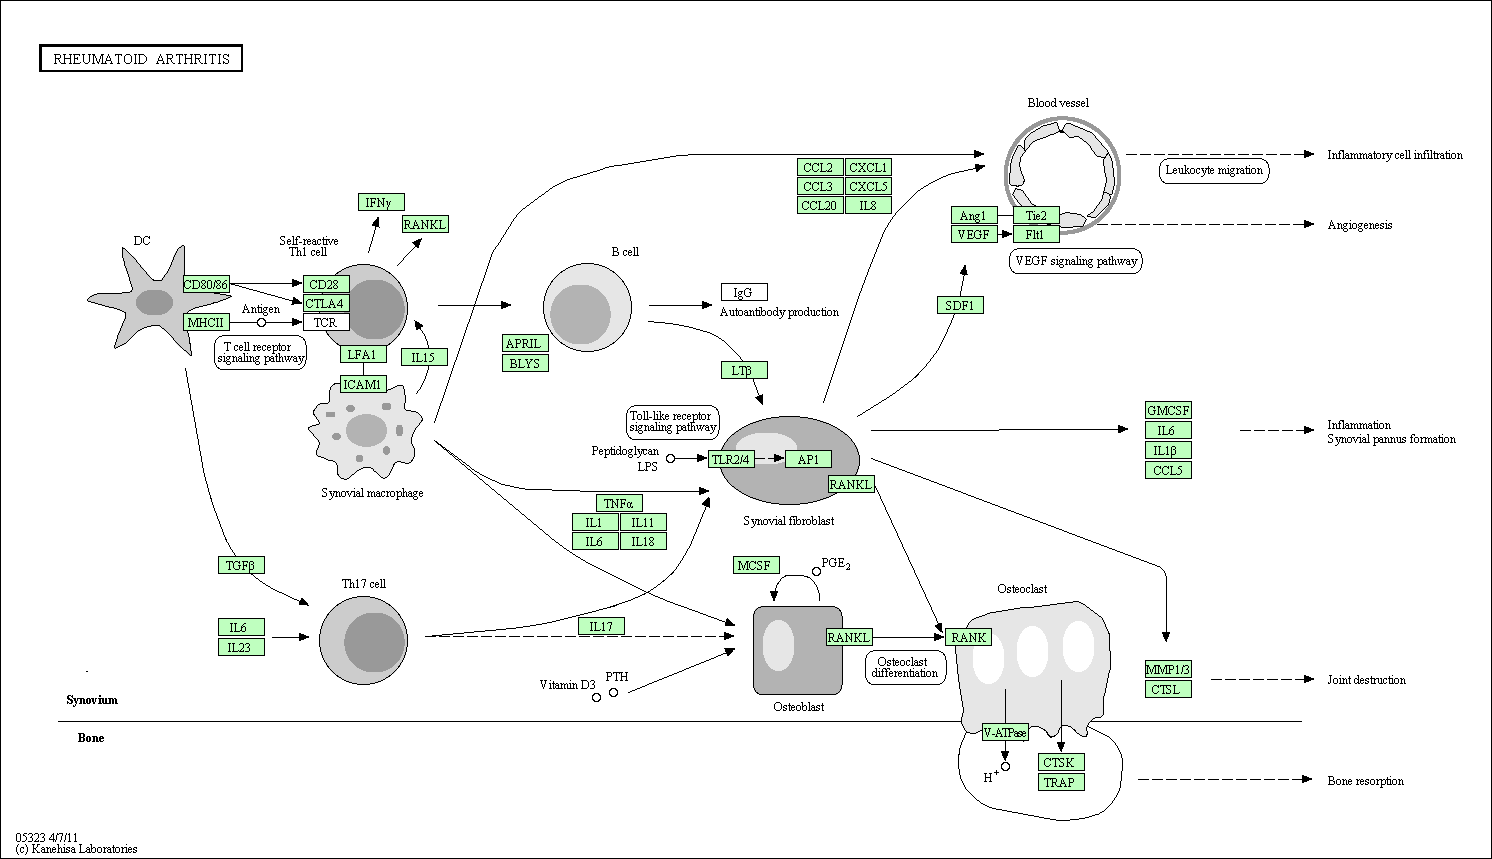 RHEUMATOID ARTHRITIS
Blood vessel
CCL2
CXCL1
CCL3
CXCL5
CCL20
IL8
Inflammatory cell infiltration
Leukocyte migration
Ang1
Tie2
VEGF
Flt1
Angiogenesis
VEGF signaling pathway
IFNγ
RANKL
DC
Self-reactive
Th1 cell
CD80/86
CD28
CTLA4
Antigen
MHCII
TCR
T cell receptor
signaling pathway
LFA1
IL15
ICAM1
Synovial macrophage
B cell
APRIL
BLYS
IgG
Autoantibody production
LTβ
SDF1
Toll-like receptor
signaling pathway
Peptidoglycan
LPS
TLR2/4
AP1
RANKL
Synovial fibroblast
GMCSF
IL6
IL1β
CCL5
Inflammation
Synovial pannus formation
TNFα
IL1
IL11
IL6
IL18
TGFβ
Th17 cell
IL6
IL23
IL17
MCSF
PGE2
Vitamin D3
PTH
RANKL
Osteoblast
Osteoclast
differentiation
Osteoclast
RANK
MMP1/3
CTSL
Joint destruction
Synovium
Bone
V-ATPase
H+
CTSK
TRAP
Bone resorption
05323 4/7/11
(c) Kanehisa Laboratories